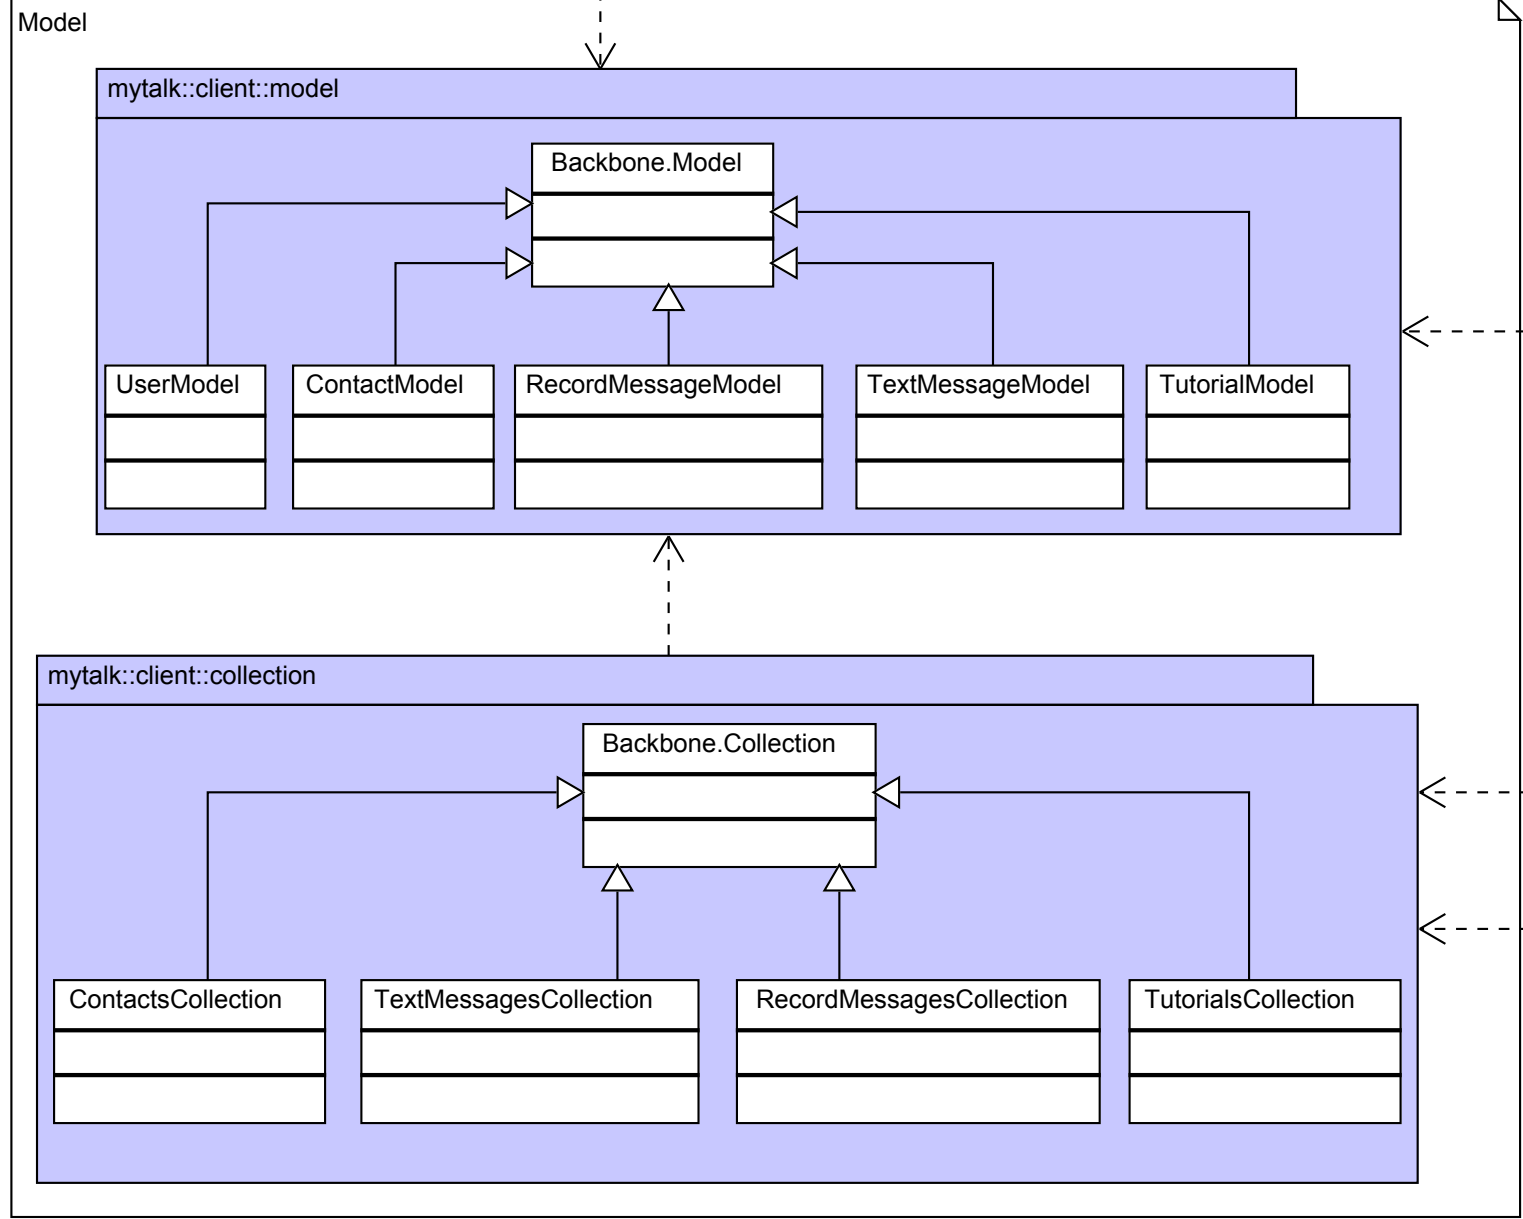 Model
mytalk::client::model
Backbone.Model
UserModel
ContactModel
RecordMessageModel
TextMessageModel
TutorialModel
mytalk::client::collection
Backbone.Collection
ContactsCollection
TextMessagesCollection
RecordMessagesCollection
TutorialsCollection